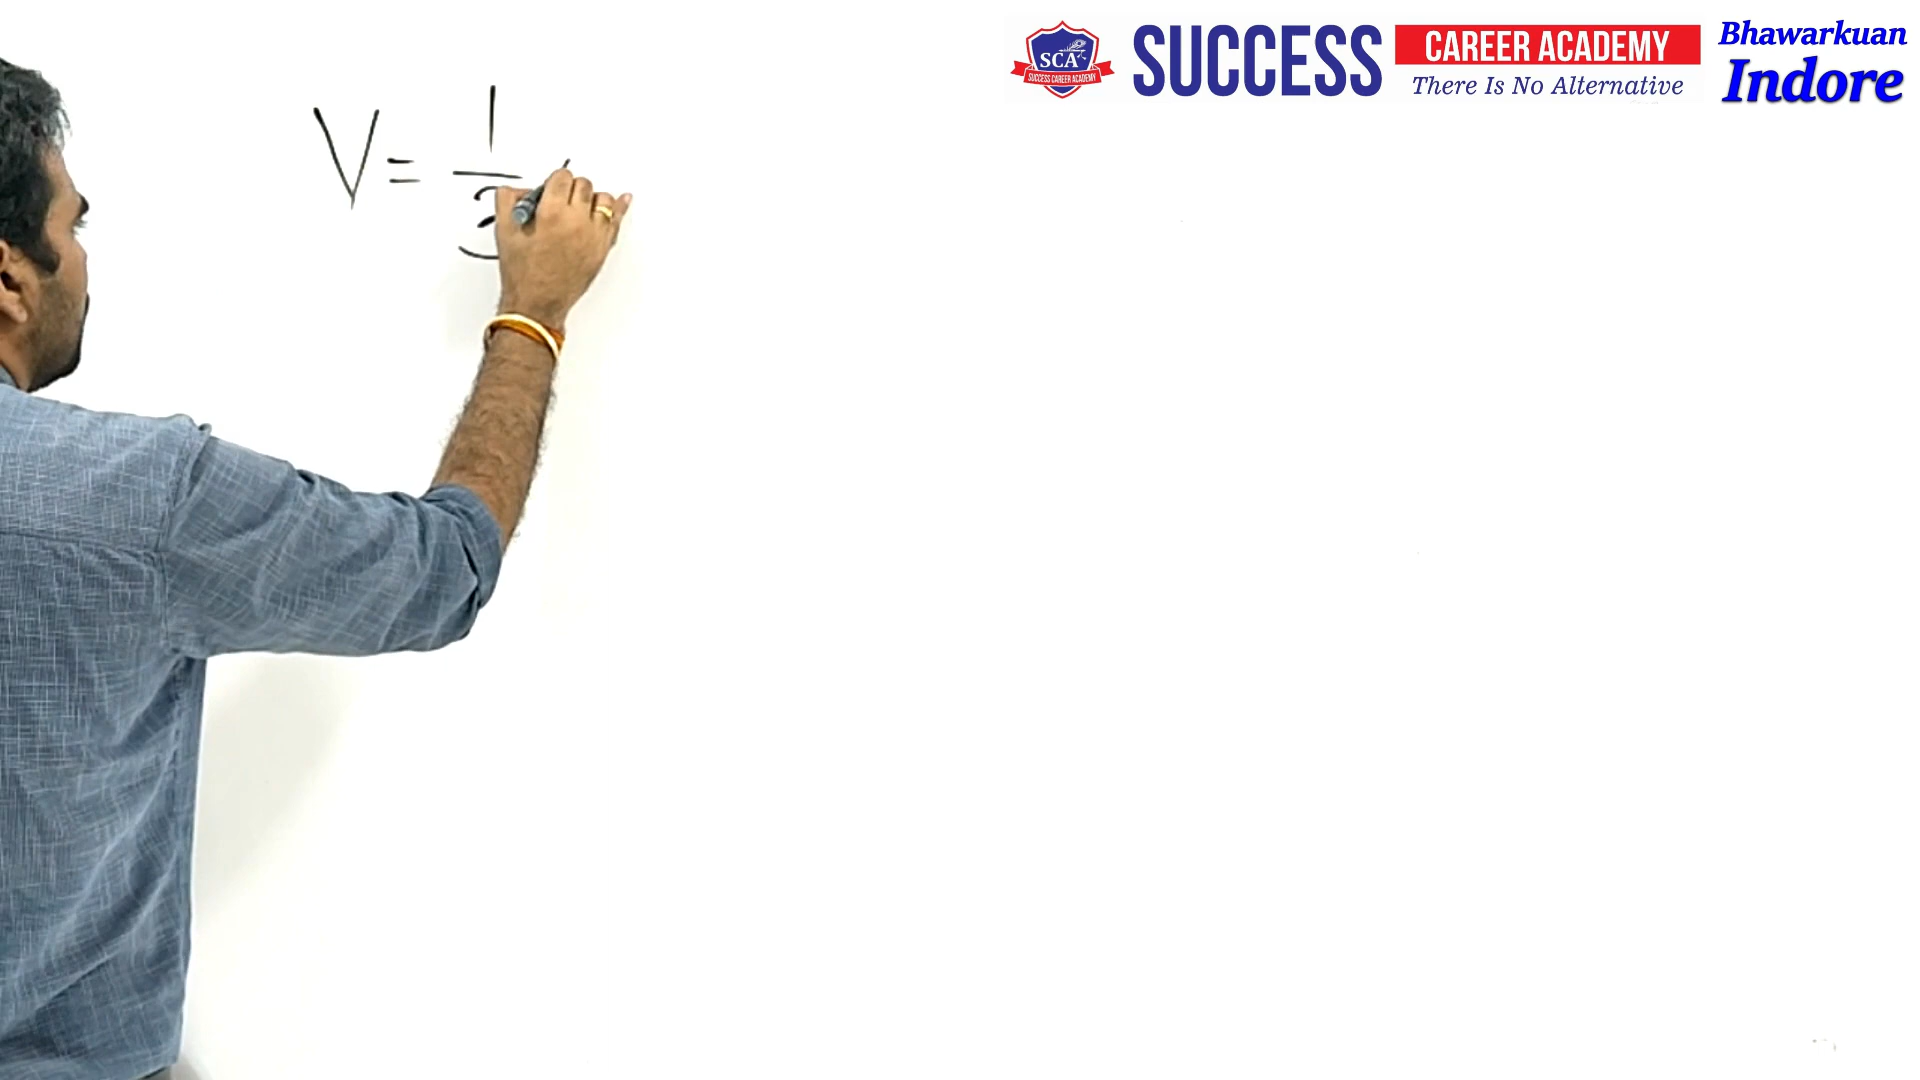 SCA
SUCCESS CAREER ACADEMY
SUCCESS
CAREER ACADEMY
There Is No Alternative
Bhawarkuan
Indore
V = 1/3